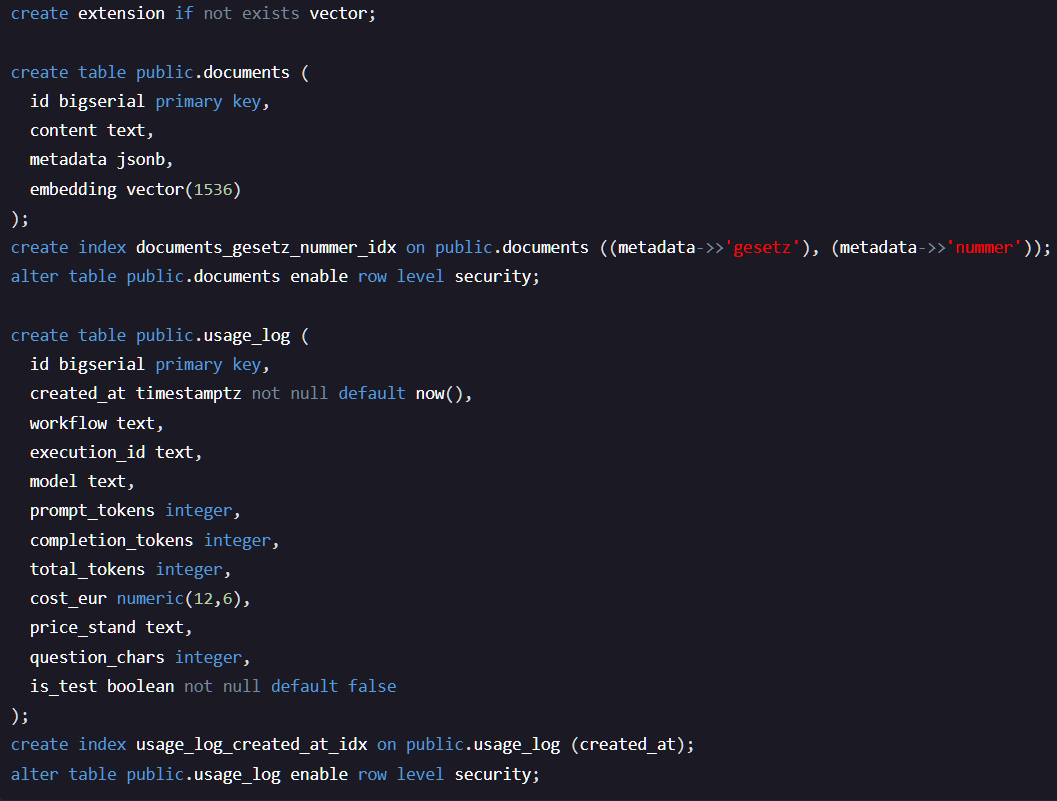 create extension if not exists vector;
create table public.documents (
id bigserial primary key,
content text,
metadata jsonb,
embedding vector(1536)
);
create index documents_gesetz_nummer_idx on public.documents ((metadata->>'gesetz'), (metadata->>'nummer'));
alter table public.documents enable row level security;
create table public.usage_log (
id bigserial primary key,
created_at timestamptz not null default now(),
workflow text,
execution_id text,
model text,
prompt_tokens integer,
completion_tokens integer,
total_tokens integer,
cost_eur numeric(12,6),
price_stand text,
question_chars integer,
is_test boolean not null default false
);
create index usage_log_created_at_idx on public.usage_log (created_at);
alter table public.usage_log enable row level security;